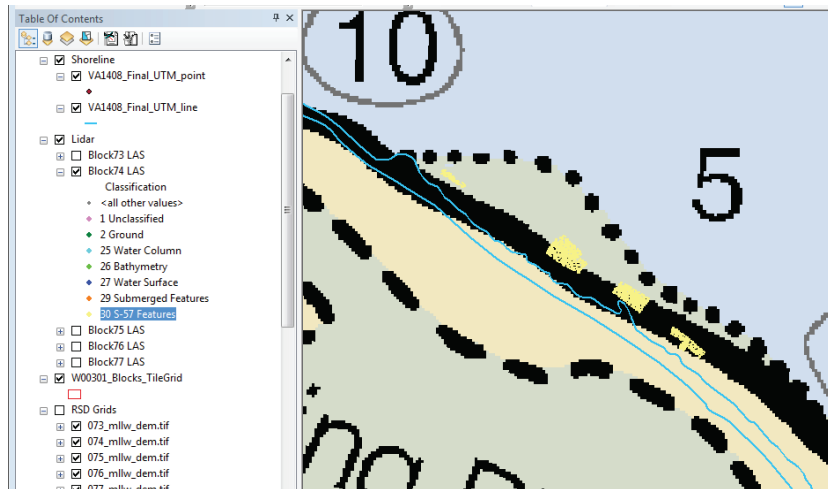 Table Of Contents
Shoreline
VA1408_Final_UTM_point
VA1408_Final_UTM_line
Lidar
Block73 LAS
Block74 LAS
Classification
<all other values>
1 Unclassified
2 Ground
25 Water Column
26 Bathymetry
27 Water Surface
29 Submerged Features
30 S-57 Features
Block75 LAS
Block76 LAS
Block77 LAS
W00301_Blocks_TileGrid
RSD Grids
073_mllw_dem.tif
074_mllw_dem.tif
075_mllw_dem.tif
076_mllw_dem.tif
077_mllw_dem.tif
10
5